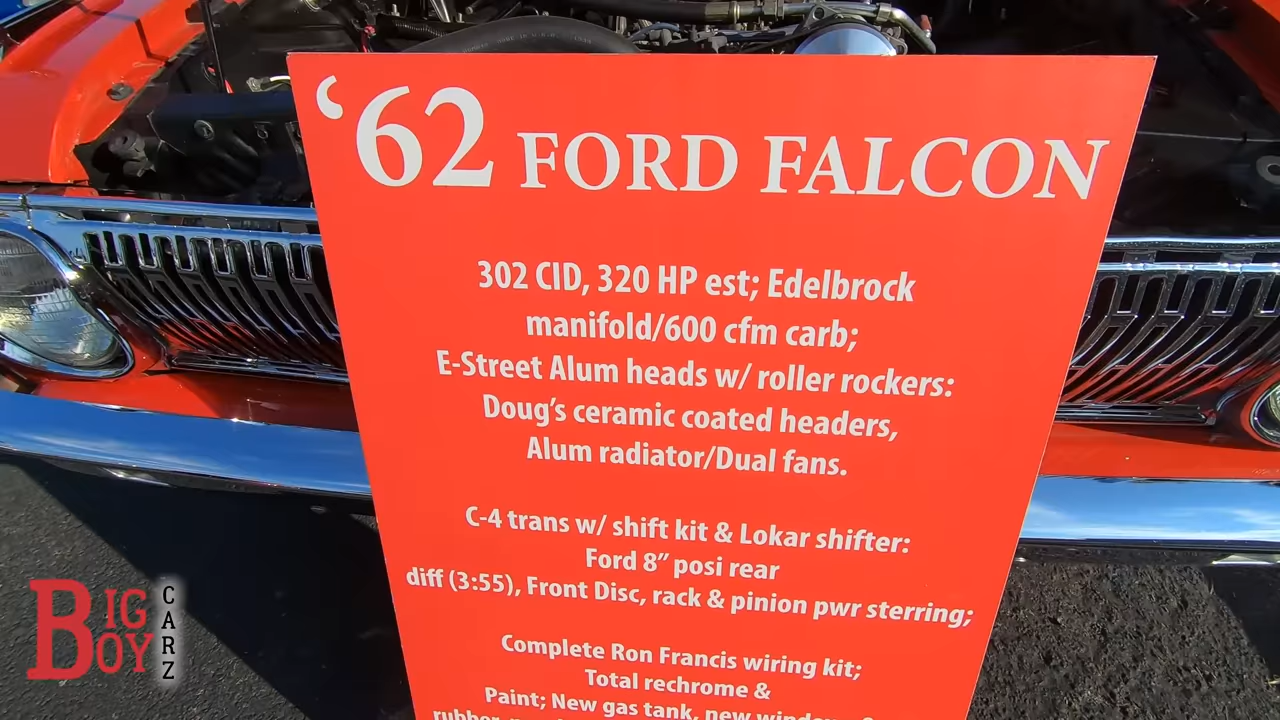 ‘62 FORD FALCON
302 CID, 320 HP est; Edelbrock
manifold/600 cfm carb;
E-Street Alum heads w/ roller rockers:
Doug’s ceramic coated headers,
Alum radiator/Dual fans.
C-4 trans w/ shift kit & Lokar shifter:
Ford 8” posi rear
diff (3:55), Front Disc, rack & pinion pwr sterring;
Complete Ron Francis wiring kit;
Total rechrome &
Paint; New gas tank, new window
rubber,
BIG BOY CARZ